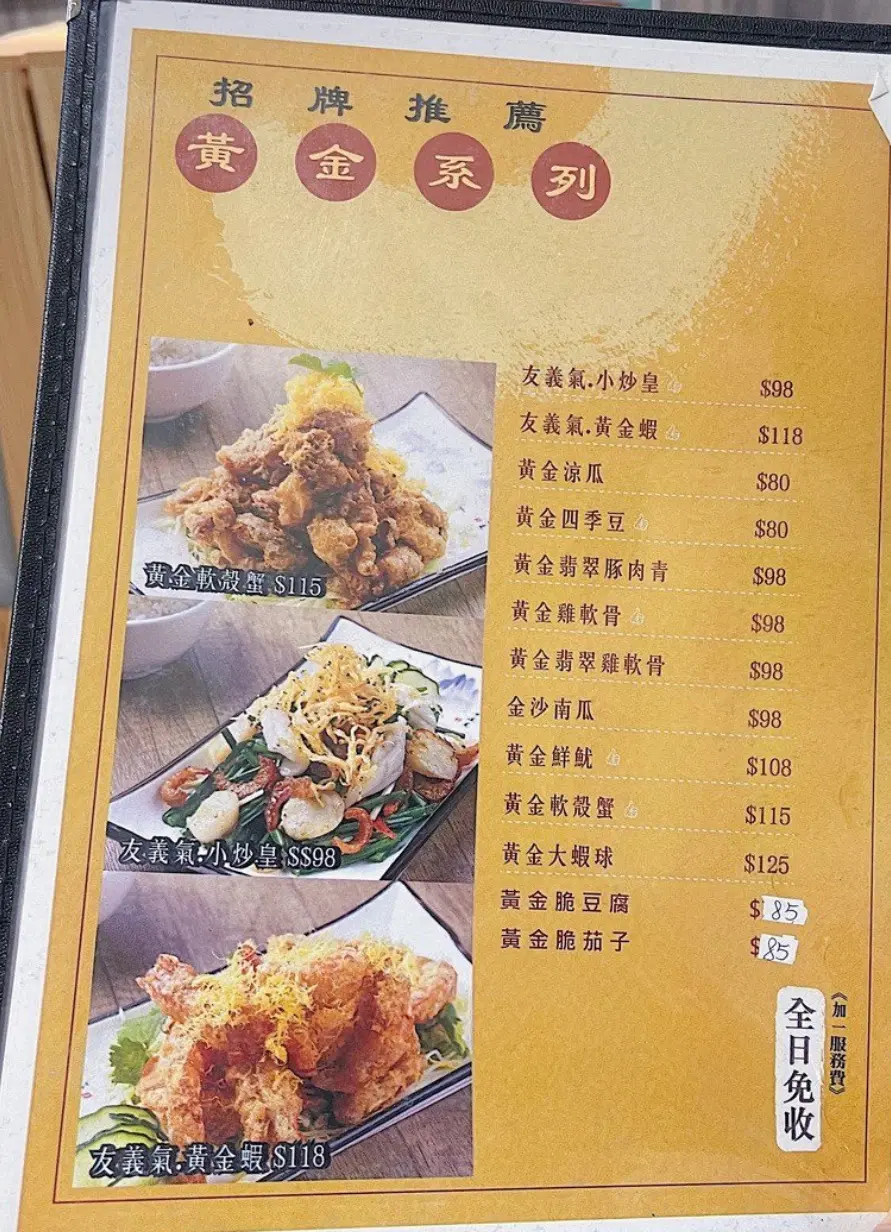 招牌推薦
黃金系列
友義氣.小炒皇 $98
友義氣.黃金蝦 $118
黃金涼瓜 $80
黃金四季豆 $80
黃金翡翠豚肉青 $98
黃金雞軟骨 $98
黃金翡翠雞軟骨 $98
金沙南瓜 $98
黃金鮮魷 $108
黃金軟殼蟹 $115
黃金大蝦球 $125
黃金脆豆腐 $85
黃金脆茄子 $85
黃金軟殼蟹 $115
友義氣.小炒皇 $$98
友義氣.黃金蝦 $118
《加一服務費》
全日免收